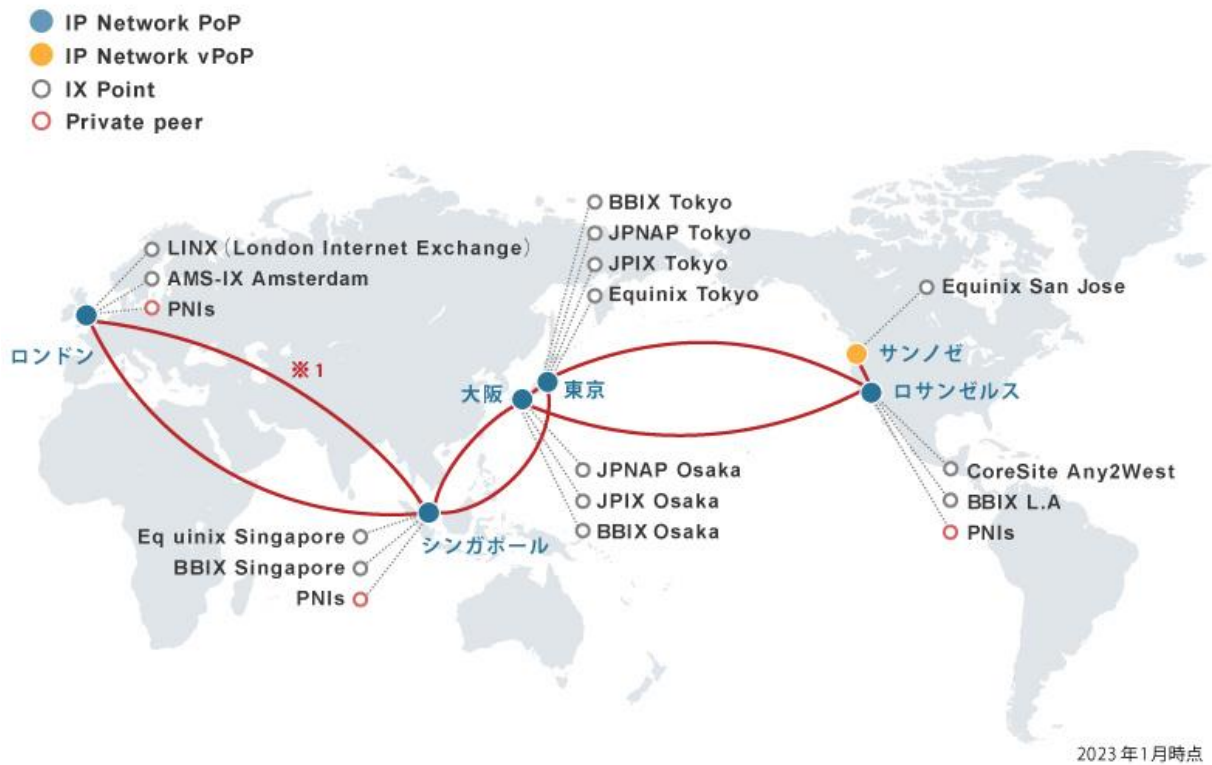 IP Network PoP
IP Network vPoP
IX Point
Private peer
BBIX Tokyo
JPNAP Tokyo
JPIX Tokyo
Equinix Tokyo
LINX（London Internet Exchange）
AMS-IX Amsterdam
PNIs
Equinix San Jose
ロンドン
※1
大阪
東京
サンノゼ
ロサンゼルス
JPNAP Osaka
JPIX Osaka
BBIX Osaka
CoreSite Any2West
BBIX L.A
PNIs
Eq uinix Singapore
BBIX Singapore
PNIs
シンガポール
2023年1月時点